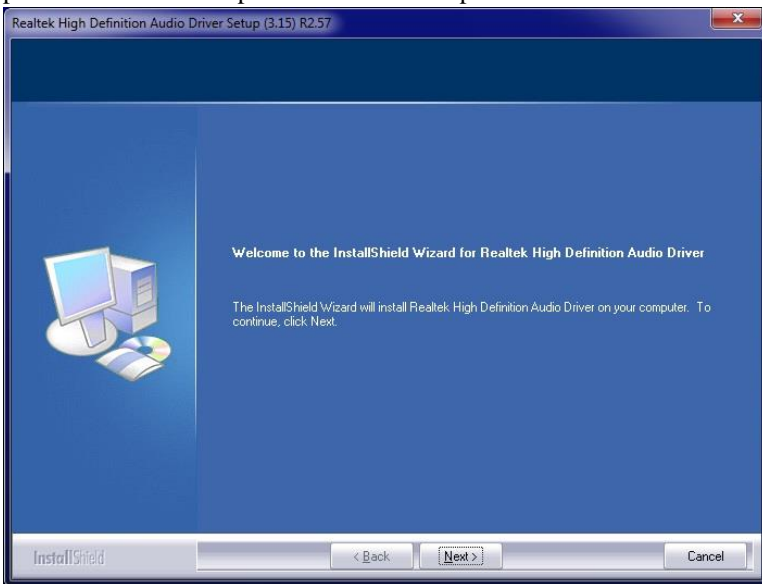 Realtek High Definition Audio Driver Setup (3.15) R2.57
Welcome to the InstallShield Wizard for Realtek High Definition Audio Driver
The InstallShield Wizard will install Realtek High Definition Audio Driver on your computer. To
continue, click Next.
InstallShield
< Back
Next >
Cancel